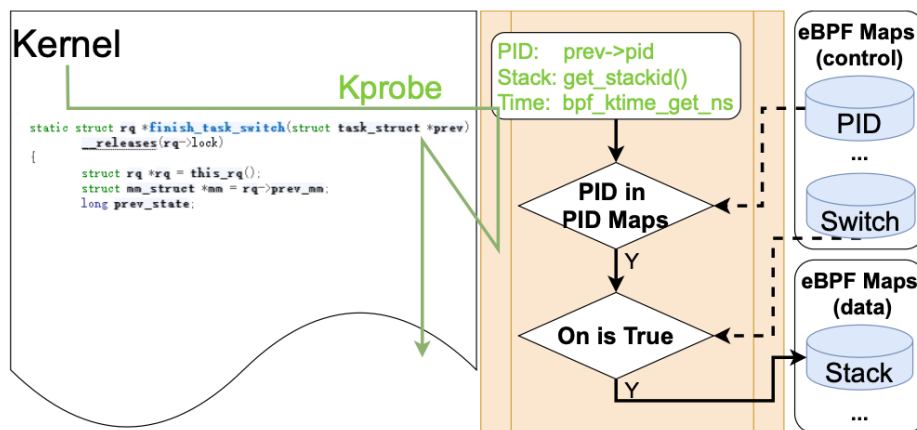 Kernel
Kprobe
static struct rq *finish_task_switch(struct task_struct *prev)
__releases(rq->lock)
{
struct rq *rq = this_rq();
struct mm_struct *mm = rq->prev_mm;
long prev_state;
PID: prev->pid
Stack: get_stackid()
Time: bpf_ktime_get_ns
PID in
PID Maps
Y
On is True
Y
eBPF Maps
(control)
PID
...
Switch
eBPF Maps
(data)
Stack
...